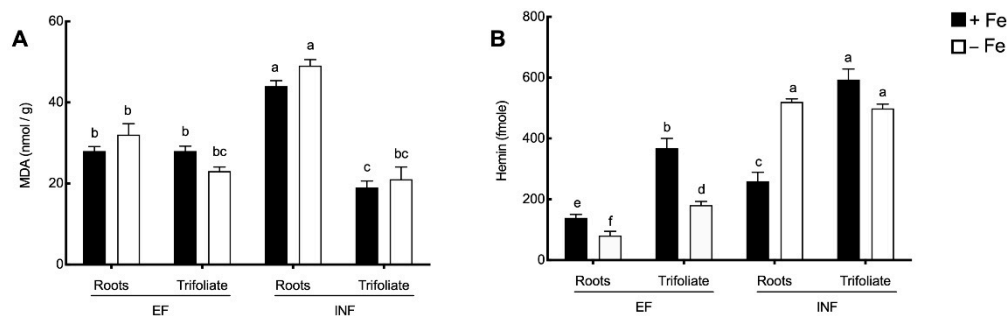 A
MDA (nmol / g)
60
40
20
0
b
b
b
bc
a
a
c
bc
Roots
Trifoliate
Roots
Trifoliate
EF
INF
B
Hemin (fmole)
800
600
400
200
0
e
f
b
d
c
a
a
a
Roots
Trifoliate
Roots
Trifoliate
EF
INF
+ Fe
– Fe